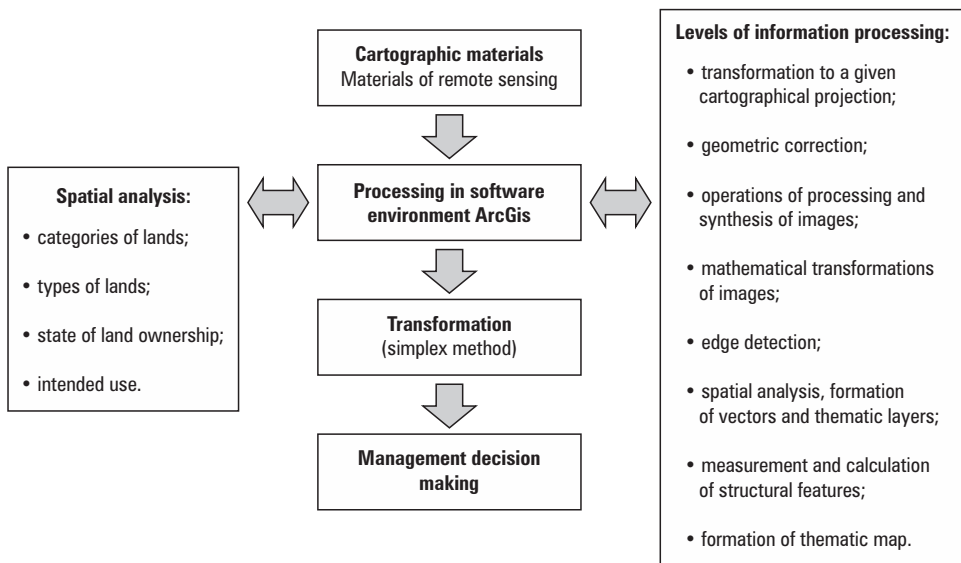 Cartographic materials
Materials of remote sensing
Processing in software
environment ArcGis
Transformation
(simplex method)
Management decision
making
Spatial analysis:
• categories of lands;
• types of lands;
• state of land ownership;
• intended use.
Levels of information processing:
• transformation to a given
cartographical projection;
• geometric correction;
• operations of processing and
synthesis of images;
• mathematical transformations
of images;
• edge detection;
• spatial analysis, formation
of vectors and thematic layers;
• measurement and calculation
of structural features;
• formation of thematic map.